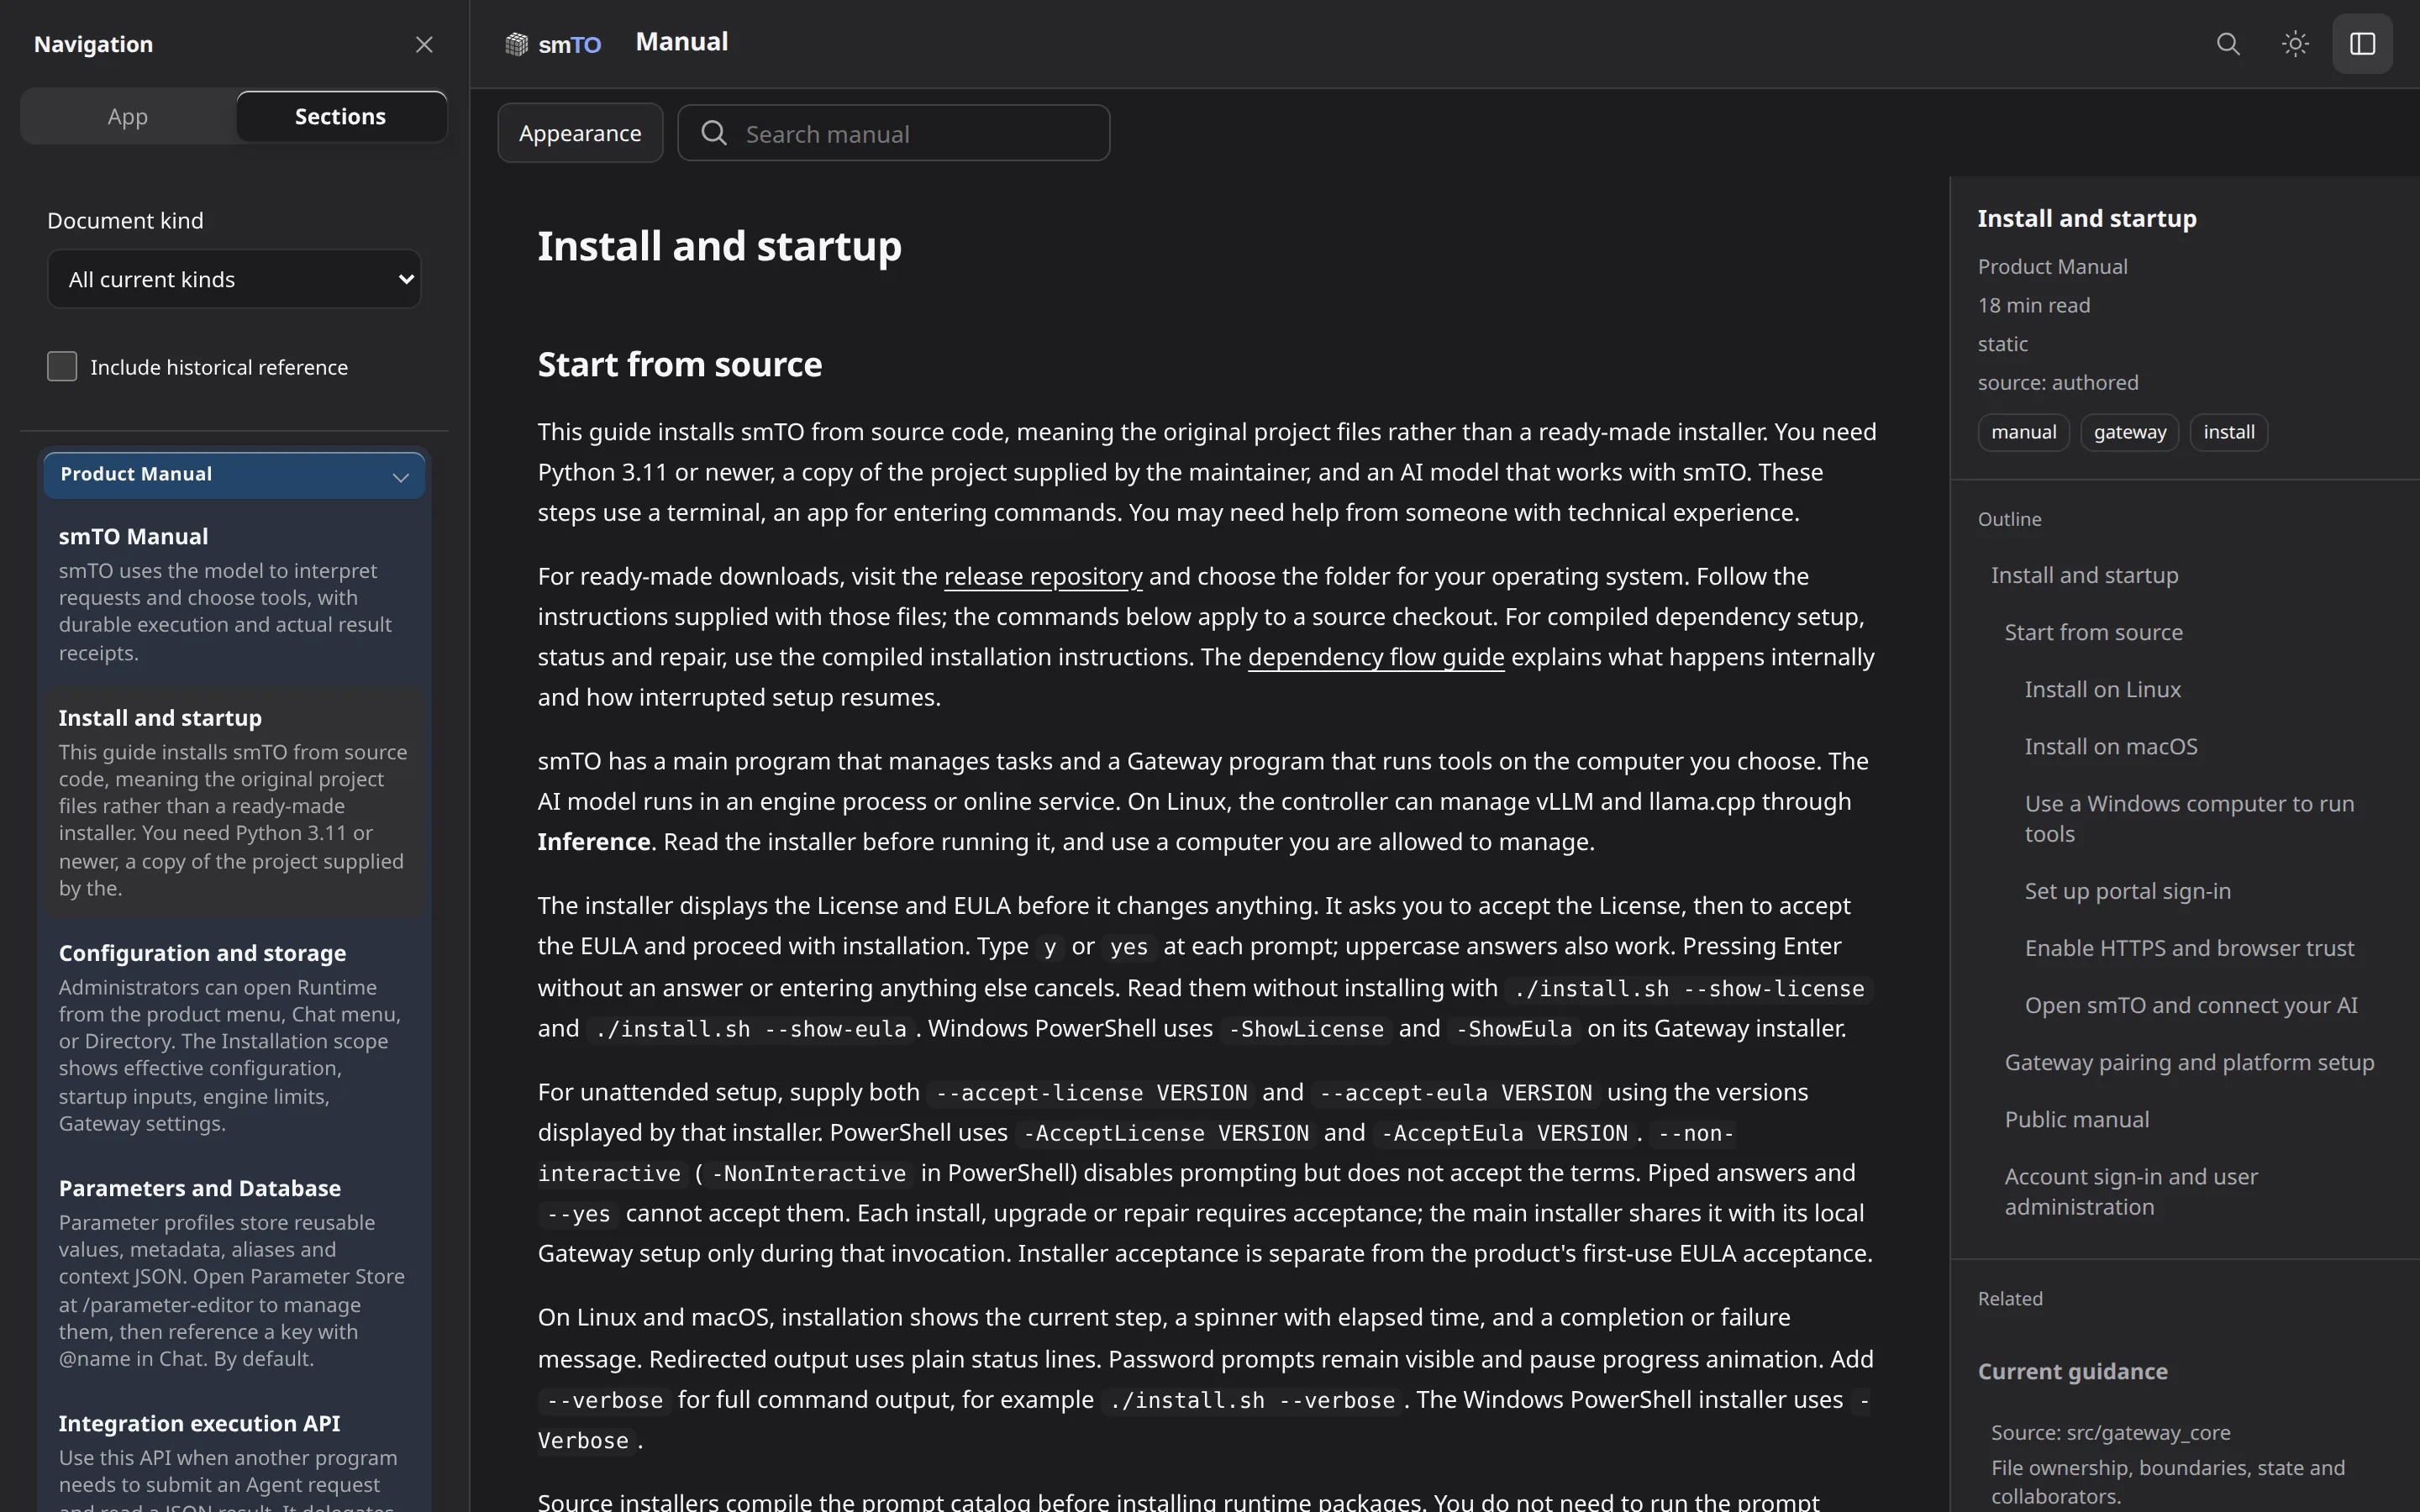 Navigation
App
Sections
Document kind
All current kinds
Include historical reference
Product Manual
smTO Manual
smTO uses the model to interpret
requests and choose tools, with
durable execution and actual result
receipts.
Install and startup
This guide installs smTO from source
code, meaning the original project
files rather than a ready-made
installer. You need Python 3.11 or
newer, a copy of the project supplied
by the.
Configuration and storage
Administrators can open Runtime
from the product menu, Chat menu,
or Directory. The Installation scope
shows effective configuration,
startup inputs, engine limits,
Gateway settings.
Parameters and Database
Parameter profiles store reusable
values, metadata, aliases and
context JSON. Open Parameter Store
at /parameter-editor to manage
them, then reference a key with
@name in Chat. By default.
Integration execution API
Use this API when another program
needs to submit an Agent request
and read a JSON result. It delegates
smTO
Manual
Appearance
Search manual
Install and startup
Start from source
This guide installs smTO from source code, meaning the original project files rather than a ready-made installer. You need
Python 3.11 or newer, a copy of the project supplied by the maintainer, and an AI model that works with smTO. These
steps use a terminal, an app for entering commands. You may need help from someone with technical experience.
For ready-made downloads, visit the release repository and choose the folder for your operating system. Follow the
instructions supplied with those files; the commands below apply to a source checkout. For compiled dependency setup,
status and repair, use the compiled installation instructions. The dependency flow guide explains what happens internally
and how interrupted setup resumes.
smTO has a main program that manages tasks and a Gateway program that runs tools on the computer you choose. The
AI model runs in an engine process or online service. On Linux, the controller can manage vLLM and llama.cpp through
Inference. Read the installer before running it, and use a computer you are allowed to manage.
The installer displays the License and EULA before it changes anything. It asks you to accept the License, then to accept
the EULA and proceed with installation. Type y or yes at each prompt; uppercase answers also work. Pressing Enter
without an answer or entering anything else cancels. Read them without installing with ./install.sh --show-license
and ./install.sh --show-eula. Windows PowerShell uses -ShowLicense and -ShowEula on its Gateway installer.
For unattended setup, supply both --accept-license VERSION and --accept-eula VERSION using the versions
displayed by that installer. PowerShell uses -AcceptLicense VERSION and -AcceptEula VERSION. --non-
interactive (-NonInteractive in PowerShell) disables prompting but does not accept the terms. Piped answers and
--yes cannot accept them. Each install, upgrade or repair requires acceptance; the main installer shares it with its local
Gateway setup only during that invocation. Installer acceptance is separate from the product's first-use EULA acceptance.
On Linux and macOS, installation shows the current step, a spinner with elapsed time, and a completion or failure
message. Redirected output uses plain status lines. Password prompts remain visible and pause progress animation. Add
--verbose for full command output, for example ./install.sh --verbose. The Windows PowerShell installer uses -
Verbose.
Source installers compile the prompt catalog before installing runtime packages. You do not need to run the prompt
Install and startup
Product Manual
18 min read
static
source: authored
manual
gateway
install
Outline
Install and startup
Start from source
Install on Linux
Install on macOS
Use a Windows computer to run
tools
Set up portal sign-in
Enable HTTPS and browser trust
Open smTO and connect your AI
Gateway pairing and platform setup
Public manual
Account sign-in and user
administration
Related
Current guidance
Source: src/gateway_core
File ownership, boundaries, state and
collaborators.